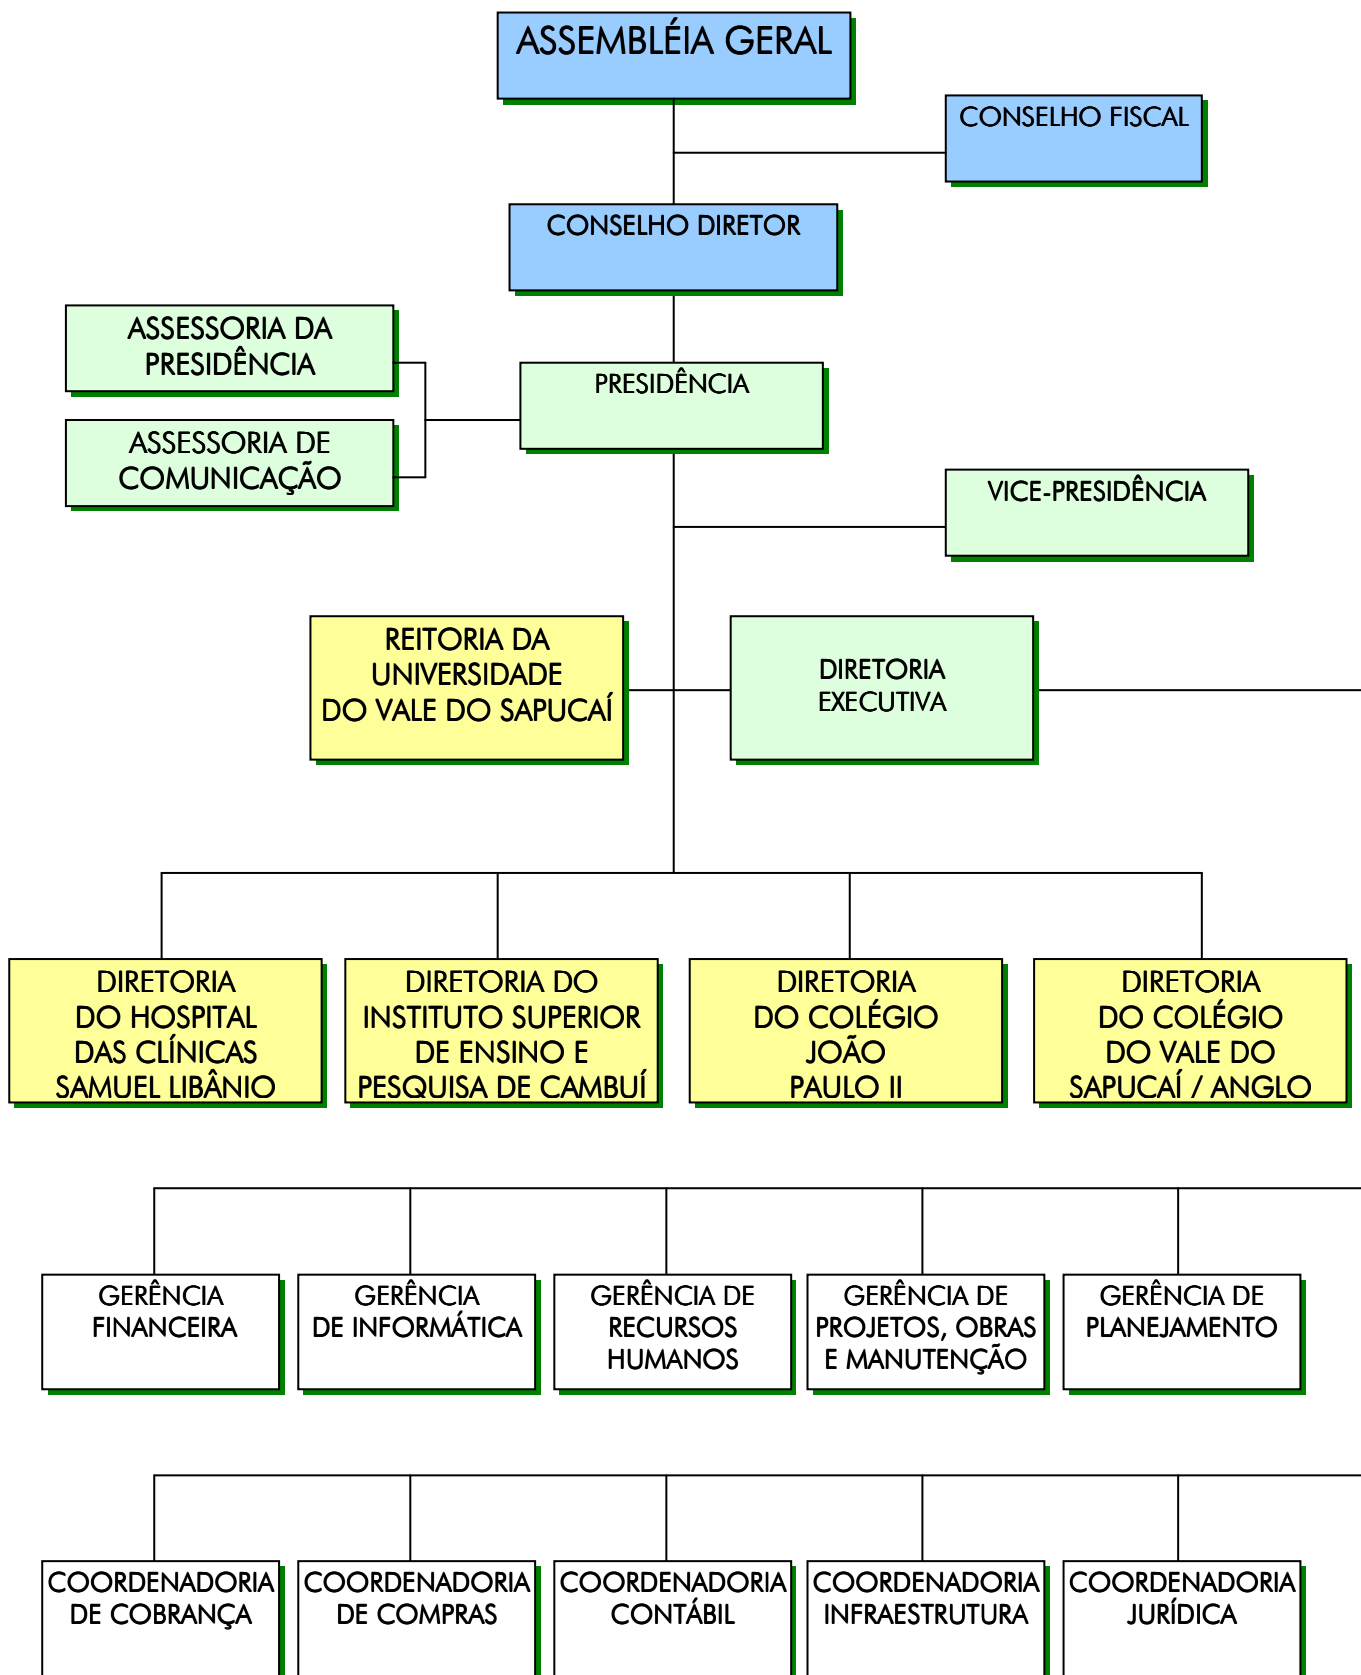 ASSEMBLÉIA GERAL
CONSELHO FISCAL
CONSELHO DIRETOR
ASSESSORIA DA
PRESIDÊNCIA
PRESIDÊNCIA
ASSESSORIA DE
COMUNICAÇÃO
VICE-PRESIDÊNCIA
REITORIA DA
UNIVERSIDADE
DO VALE DO SAPUCAÍ
DIRETORIA
EXECUTIVA
DIRETORIA
DO HOSPITAL
DAS CLÍNICAS
SAMUEL LIBÂNIO
DIRETORIA DO
INSTITUTO SUPERIOR
DE ENSINO E
PESQUISA DE CAMBUÍ
DIRETORIA
DO COLÉGIO
JOÃO
PAULO II
DIRETORIA
DO COLÉGIO
DO VALE DO
SAPUCAÍ / ANGLO
GERÊNCIA
FINANCEIRA
GERÊNCIA
DE INFORMÁTICA
GERÊNCIA DE
RECURSOS
HUMANOS
GERÊNCIA DE
PROJETOS, OBRAS
E MANUTENÇÃO
GERÊNCIA DE
PLANEJAMENTO
COORDENADORIA
DE COBRANÇA
COORDENADORIA
DE COMPRAS
COORDENADORIA
CONTÁBIL
COORDENADORIA
INFRAESTRUTURA
COORDENADORIA
JURÍDICA